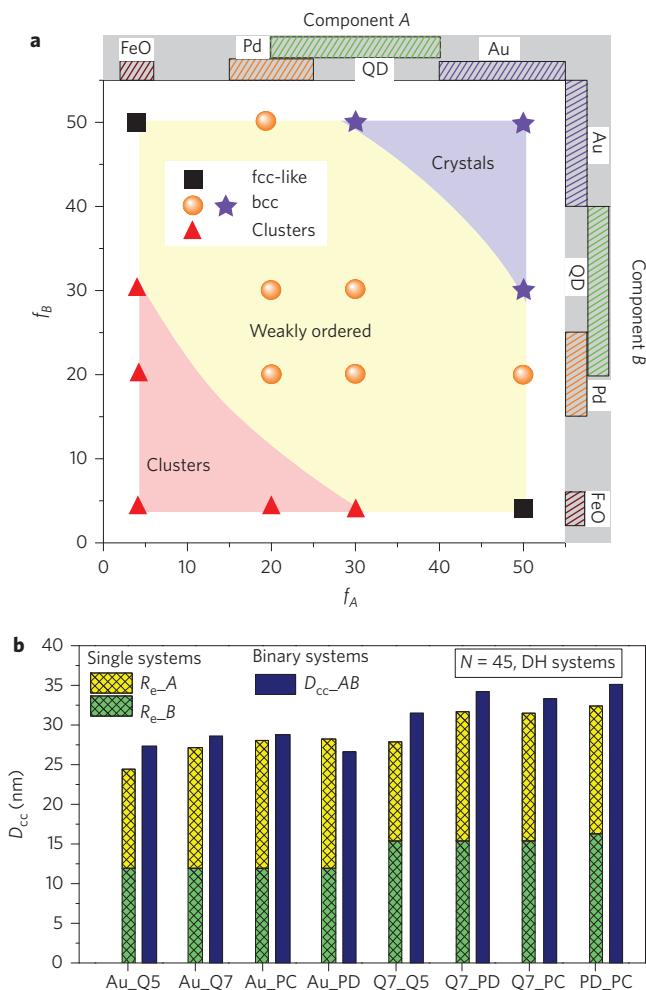 a
Component A
FeO
Pd
QD
Au
50
40
30
20
10
0
f_B
fcc-like
bcc
Clusters
Crystals
Weakly ordered
Clusters
0 10 20 30 40 50
f_A
Au
QD
Pd
FeO
Component B
b
40
35
30
25
20
15
10
5
0
D_cc (nm)
Single systems
R_e_A
R_e_B
Binary systems
D_cc_AB
N = 45, DH systems
Au_Q5 Au_Q7 Au_PC Au_PD Q7_Q5 Q7_PD Q7_PC PD_PC